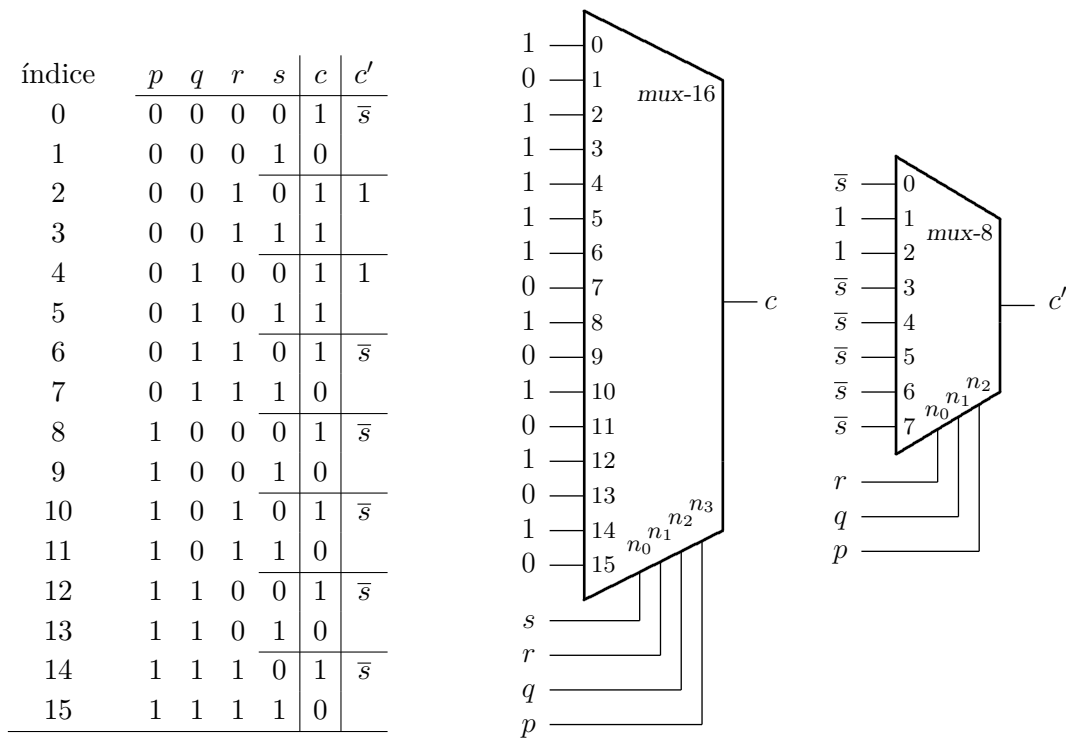 índice p q r s c c′
0 0 0 0 0 1 s̅
1 0 0 0 1 0
2 0 0 1 0 1 1
3 0 0 1 1 1
4 0 1 0 0 1 1
5 0 1 0 1 1
6 0 1 1 0 1 s̅
7 0 1 1 1 0
8 1 0 0 0 1 s̅
9 1 0 0 1 0
10 1 0 1 0 1 s̅
11 1 0 1 1 0
12 1 1 0 0 1 s̅
13 1 1 0 1 0
14 1 1 1 0 1 s̅
15 1 1 1 1 0
1 0
0 1
mux-16
1 2
1 3
1 4
1 5
1 6
0 7
1 8
0 9
1 10
0 11
1 12
0 13
1 14
0 15
n₀ n₁ n₂ n₃
c
s
r
q
p
s̅ 0
1 1
mux-8
1 2
s̅ 3
s̅ 4
s̅ 5
s̅ 6
s̅ 7
n₀ n₁ n₂
c′
r
q
p